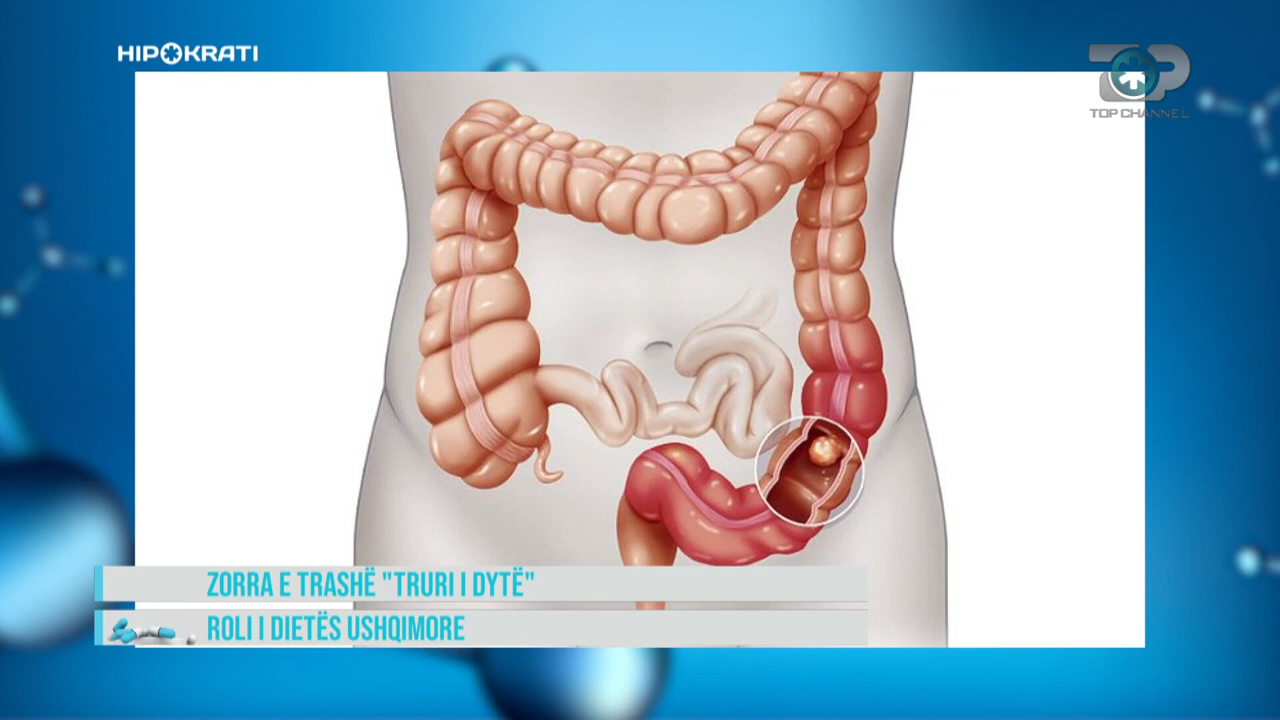 HIPOKRATI
TOP CHANNEL
ZORRA E TRASHË "TRURI I DYTË"
ROLI I DIETËS USHQIMORE